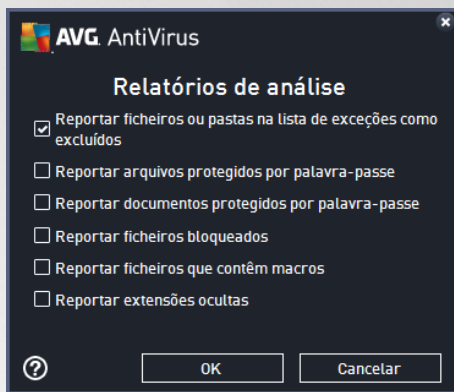 AVG. AntiVirus
Relatórios de análise
Reportar ficheiros ou pastas na lista de exceções como
excluídos
Reportar arquivos protegidos por palavra-passe
Reportar documentos protegidos por palavra-passe
Reportar ficheiros bloqueados
Reportar ficheiros que contêm macros
Reportar extensões ocultas
?
OK
Cancelar